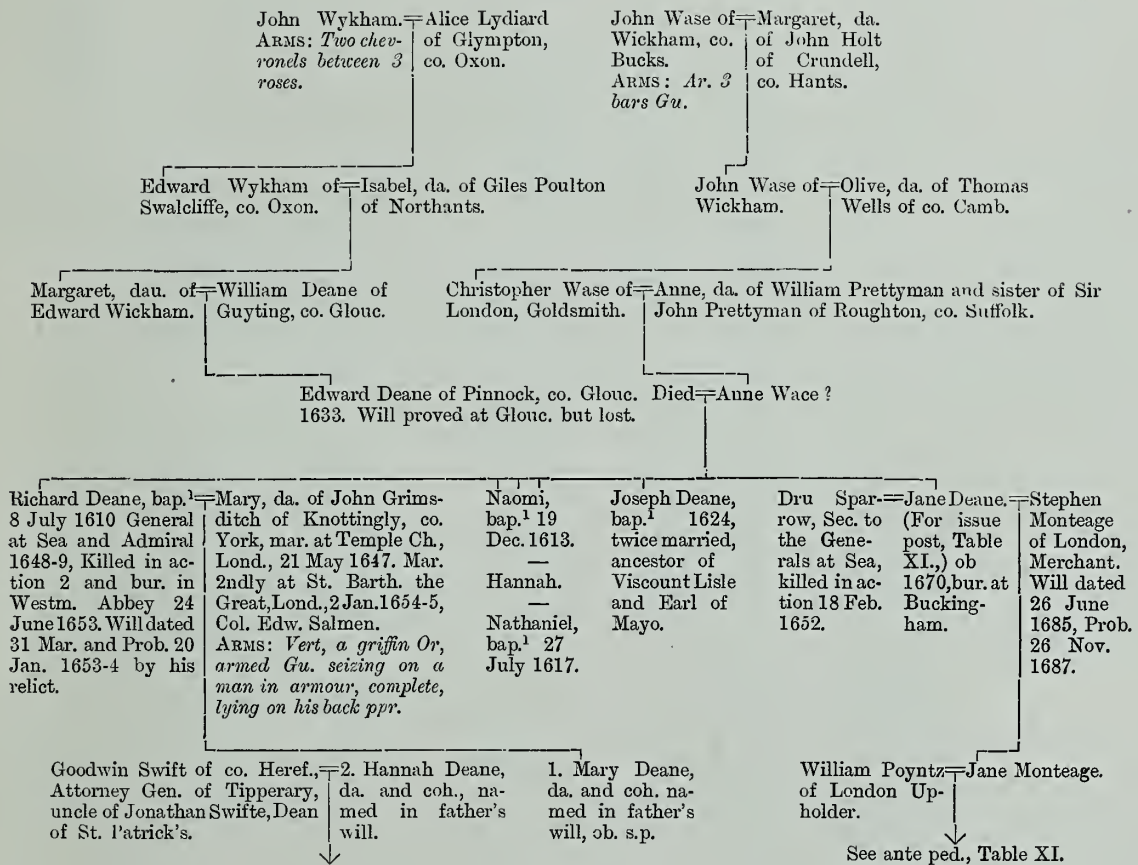 John Wykham. Alice Lydiard
ARMS: Two chev- of Glympton,
ronels between 3 co. Oxon.
roses.
John Wase of Margaret, da.
Wickham, co. of John Holt
Bucks. of Crundell,
ARMS: Ar. 3 co. Hants.
bars Gu.
Edward Wykham of Isabel, da. of Giles Poulton
Swalcliffe, co. Oxon. of Northants.
John Wase of Olive, da. of Thomas
Wickham. Wells of co. Camb.
Margaret, dau. of William Deane of
Edward Wickham. Guyting, co. Glouc.
Christopher Wase of Anne, da. of William Prettyman and sister of Sir
London, Goldsmith. John Prettyman of Roughton, co. Suffolk.
Edward Deane of Pinnock, co. Glouc. Died Anne Wace ?
1633. Will proved at Glouc. but lost.
Richard Deane, bap.¹
8 July 1610 General
at Sea and Admiral
1648-9, Killed in ac-
tion 2 and bur. in
Westm. Abbey 24
June 1653. Will dated
31 Mar. and Prob. 20
Jan. 1653-4 by his
relict.
Mary, da. of John Grims-
ditch of Knottingly, co.
York, mar. at Temple Ch.,
Lond., 21 May 1647. Mar.
2ndly at St. Barth. the
Great, Lond., 2 Jan. 1654-5,
Col. Edw. Salmen.
ARMS: Vert, a griffin Or,
armed Gu. seizing on a
man in armour, complete,
lying on his back ppr.
Naomi,
bap.¹ 19
Dec. 1613.
—
Hannah.
—
Nathaniel,
bap.¹ 27
July 1617.
Joseph Deane,
bap.¹ 1624,
twice married,
ancestor of
Viscount Lisle
and Earl of
Mayo.
Dru Spar-
row, Sec. to
the Gene-
rals at Sea,
killed in ac-
tion 18 Feb.
1652.
Jane Deane.
(For issue
post, Table
XI.,) ob
1670, bur. at
Bucking-
ham.
Stephen
Monteage
of London,
Merchant.
Will dated
26 June
1685, Prob.
26 Nov.
1687.
Goodwin Swift of co. Heref.,
Attorney Gen. of Tipperary,
uncle of Jonathan Swifte, Dean
of St. Patrick's.
2. Hannah Deane,
da. and coh., na-
med in father's
will.
1. Mary Deane,
da. and coh. na-
med in father's
will, ob. s.p.
William Poyntz Jane Monteage.
of London Up-
holder.
See ante ped., Table XI.